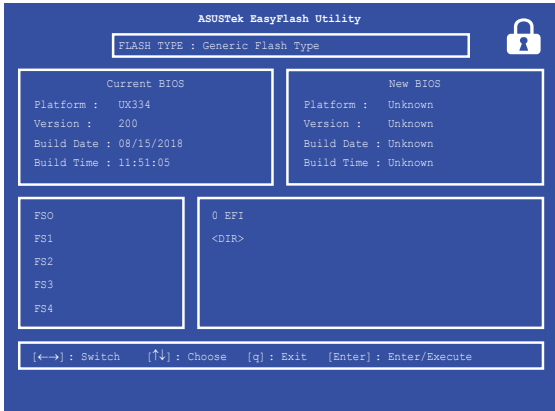 ASUSTek EasyFlash Utility
FLASH TYPE : Generic Flash Type
Current BIOS
Platform : UX334
Version : 200
Build Date : 08/15/2018
Build Time : 11:51:05
New BIOS
Platform : Unknown
Version : Unknown
Build Date : Unknown
Build Time : Unknown
FSO
FS1
FS2
FS3
FS4
0 EFI
<DIR>
[←→] : Switch [↑↓] : Choose [q] : Exit [Enter] : Enter/Execute